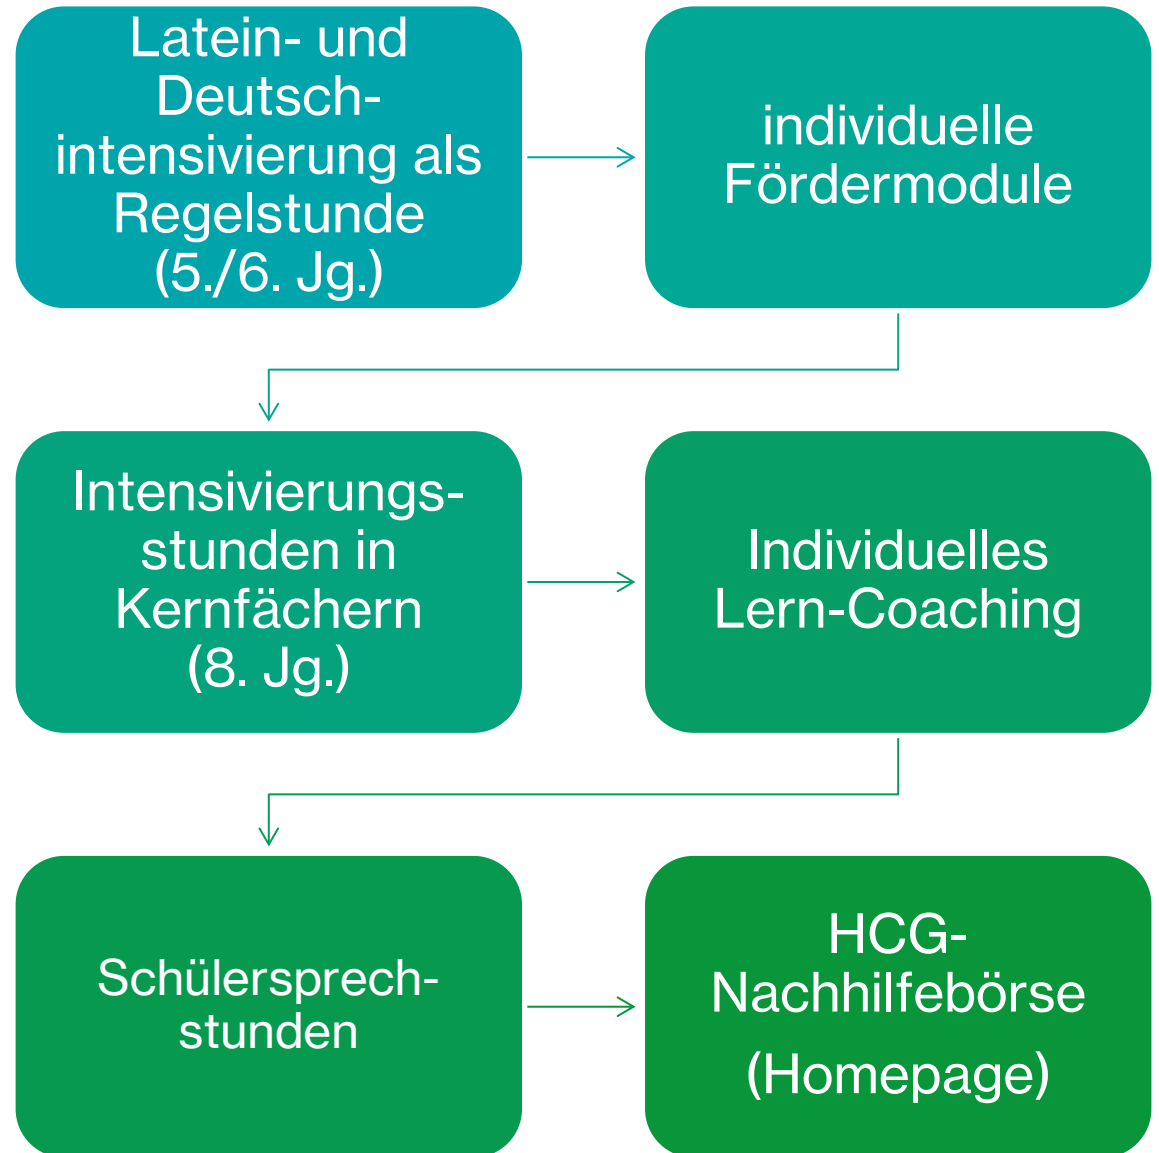 Latein- und
Deutsch-
intensivierung als
Regelstunde
(5./6. Jg.)
individuelle
Fördermodule
Intensivierungs-
stunden in
Kernfächern
(8. Jg.)
Individuelles
Lern-Coaching
Schülersprech-
stunden
HCG-
Nachhilfebörse
(Homepage)